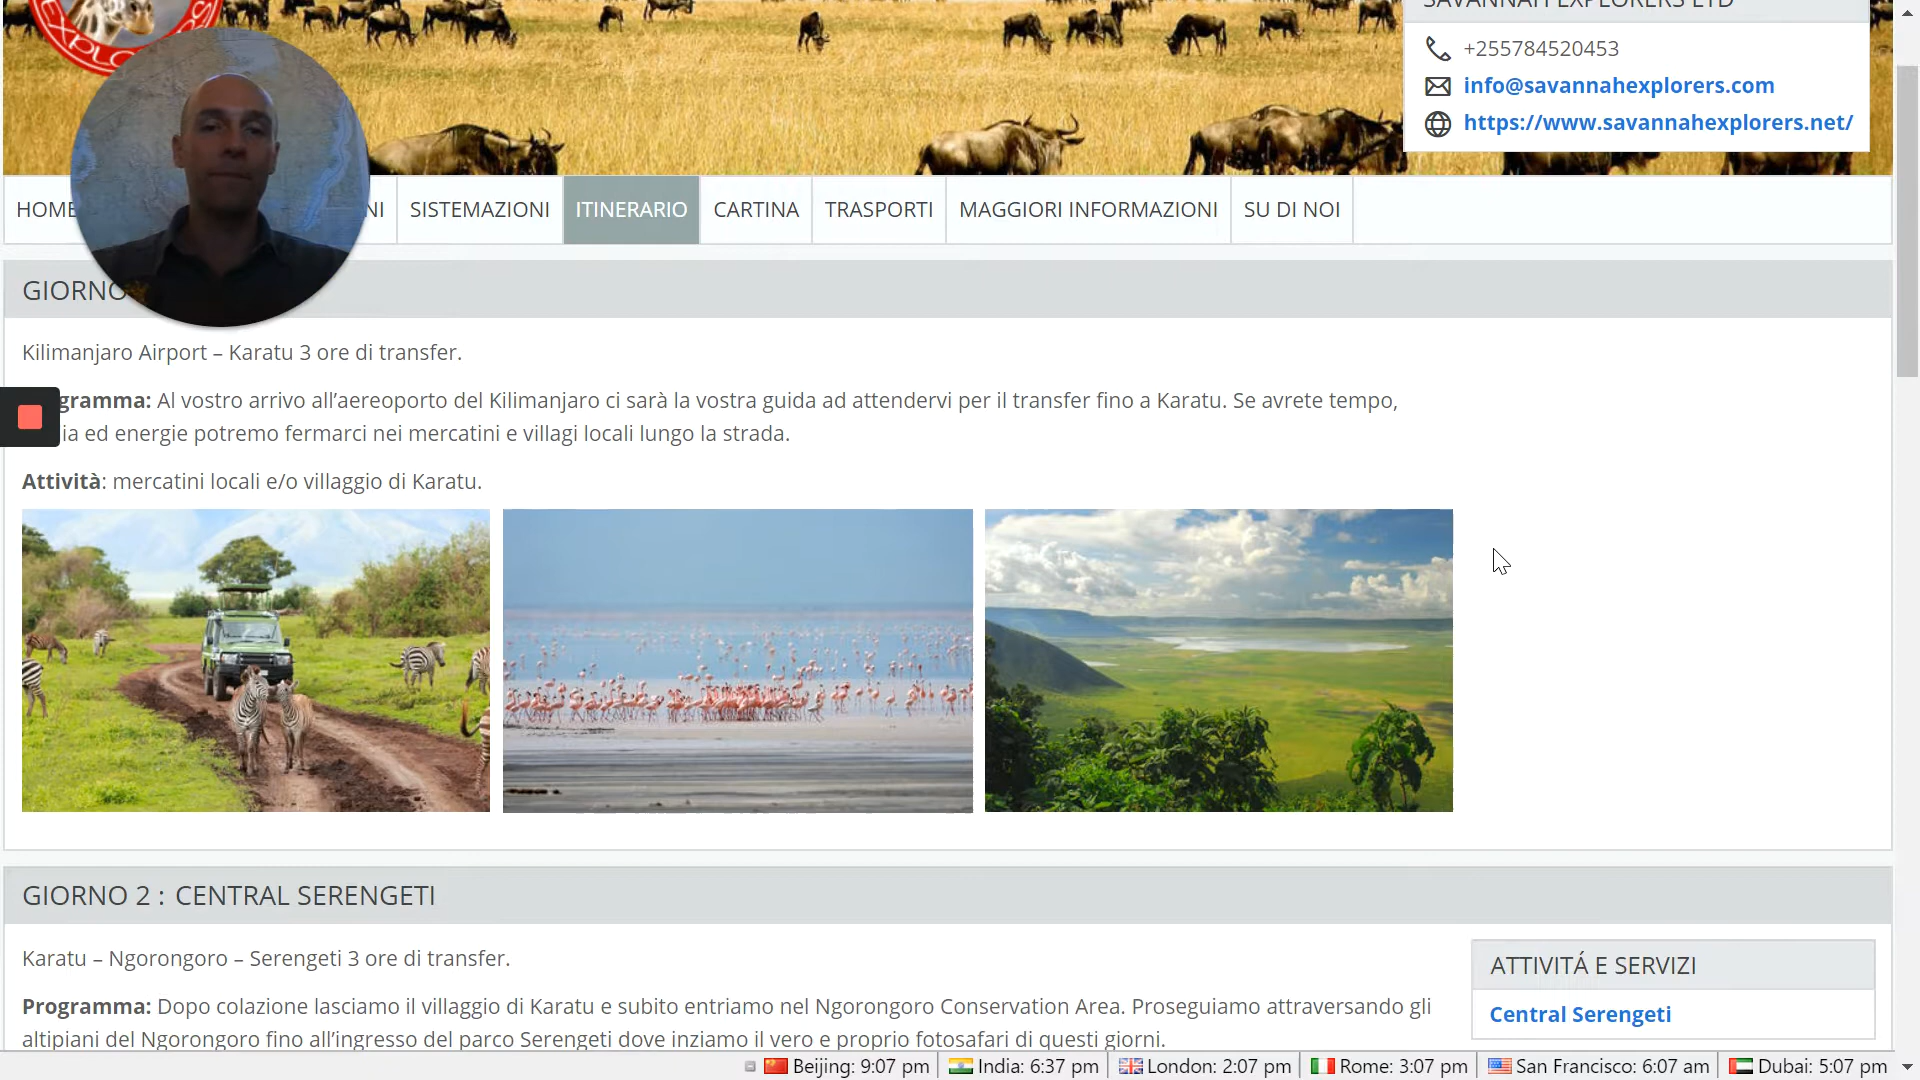 SAVANNAH EXPLORERS LTD
+255784520453
info@savannahexplorers.com
https://www.savannahexplorers.net/
EXPLO
HOME
NI
SISTEMAZIONI
ITINERARIO
CARTINA
TRASPORTI
MAGGIORI INFORMAZIONI
SU DI NOI
GIORNO
Kilimanjaro Airport – Karatu 3 ore di transfer.
gramma: Al vostro arrivo all’aereoporto del Kilimanjaro ci sarà la vostra guida ad attendervi per il transfer fino a Karatu. Se avrete tempo,
ia ed energie potremo fermarci nei mercatini e villagi locali lungo la strada.
Attività: mercatini locali e/o villaggio di Karatu.
GIORNO 2 : CENTRAL SERENGETI
Karatu – Ngorongoro – Serengeti 3 ore di transfer.
Programma: Dopo colazione lasciamo il villaggio di Karatu e subito entriamo nel Ngorongoro Conservation Area. Proseguiamo attraversando gli
altipiani del Ngorongoro fino all’ingresso del parco Serengeti dove inziamo il vero e proprio fotosafari di questi giorni.
ATTIVITÁ E SERVIZI
Central Serengeti
Beijing: 9:07 pm
India: 6:37 pm
London: 2:07 pm
Rome: 3:07 pm
San Francisco: 6:07 am
Dubai: 5:07 pm